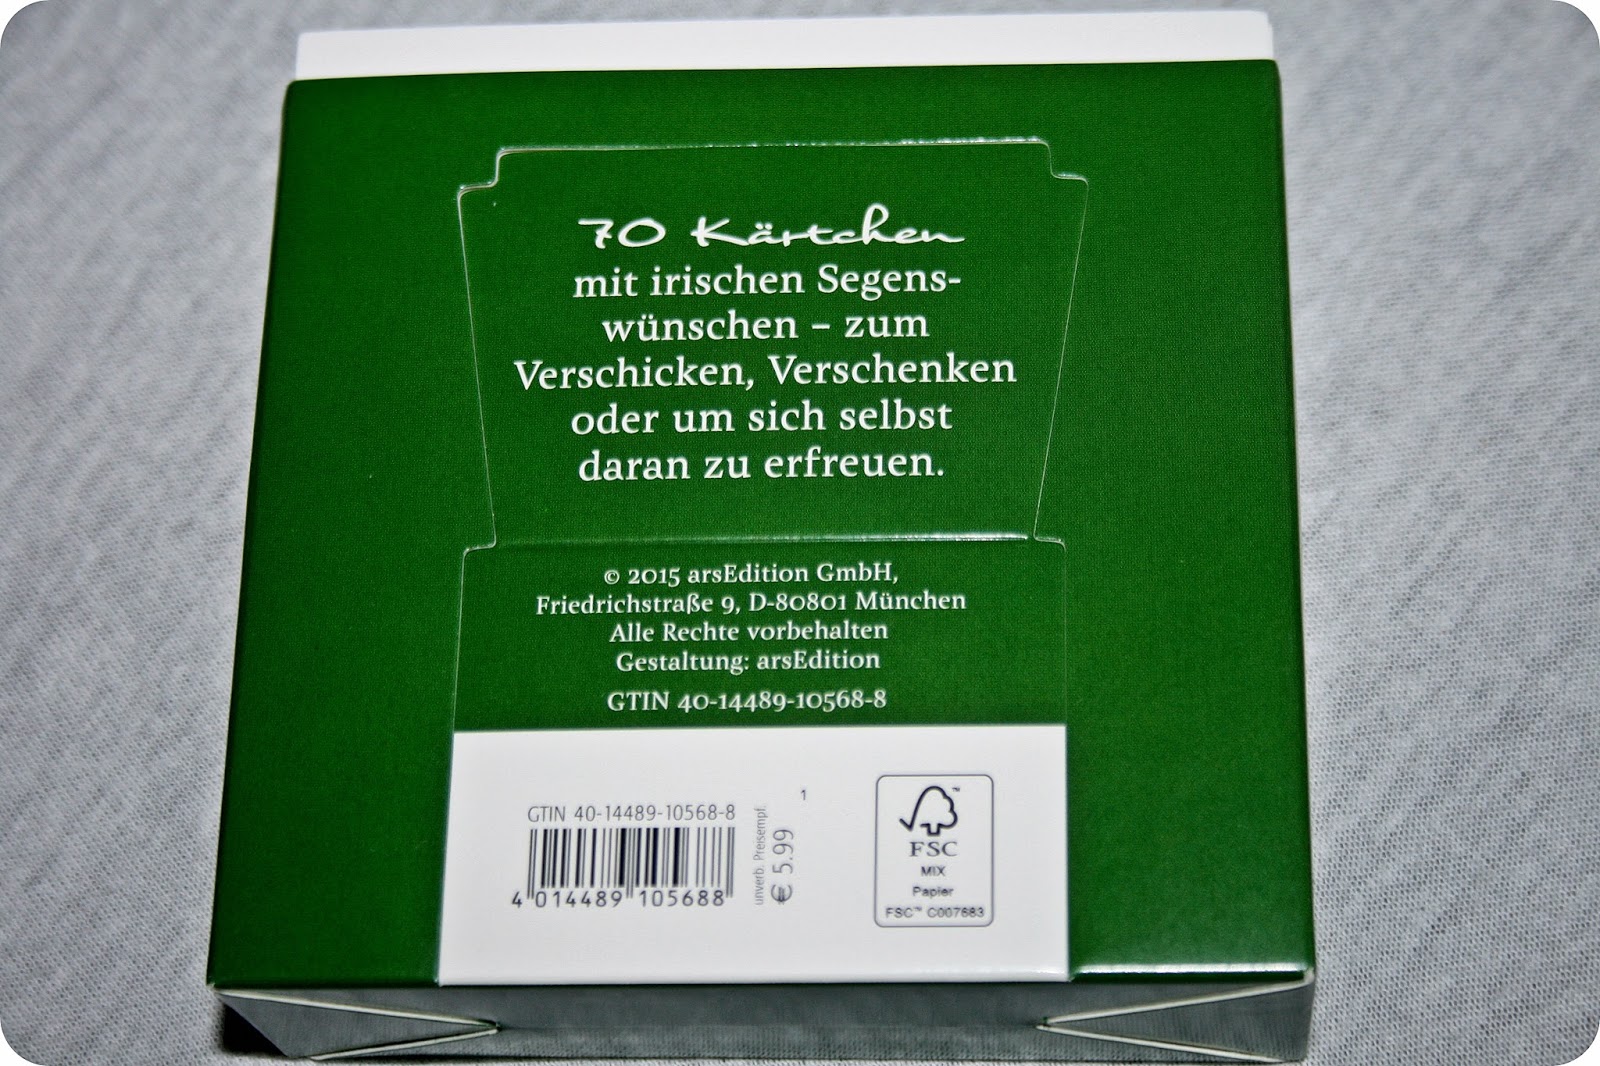 70 Kärtchen
mit irischen Segens-
wünschen – zum
Verschicken, Verschenken
oder um sich selbst
daran zu erfreuen.
© 2015 arsEdition GmbH,
Friedrichstraße 9, D-80801 München
Alle Rechte vorbehalten
Gestaltung: arsEdition
GTIN 40-14489-10568-8
GTIN 40-14489-10568-8
4 014489 105688
unverb. Preisempf.
€ 5.99
1
FSC™
MIX
Papier
FSC™ C007683